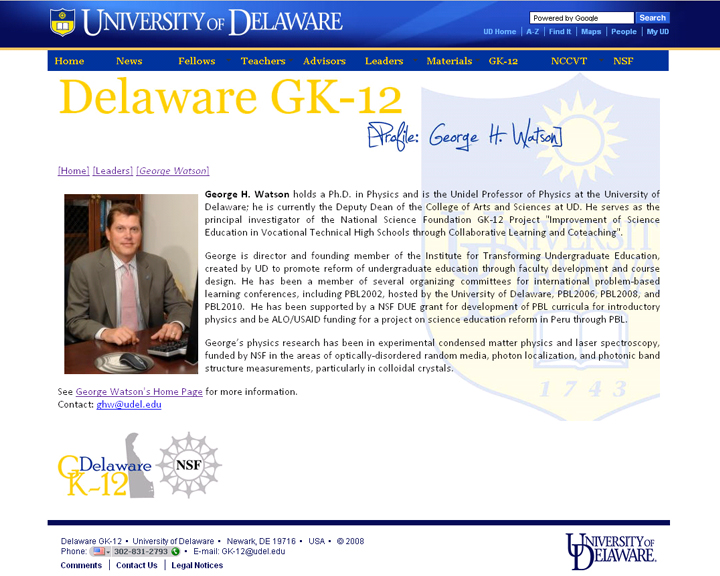 UNIVERSITY OF DELAWARE
Powered by Google Search
UD Home | A-Z | Find It | Maps | People | My UD
Home News Fellows Teachers Advisors Leaders Materials GK-12 NCCVT NSF
Delaware GK-12
[Profile: George H. Watson]
[Home] [Leaders] [George Watson]
George H. Watson holds a Ph.D. in Physics and is the Unidel Professor of Physics at the University of
Delaware; he is currently the Deputy Dean of the College of Arts and Sciences at UD. He serves as the
principal investigator of the National Science Foundation GK-12 Project "Improvement of Science
Education in Vocational Technical High Schools through Collaborative Learning and Coteaching".
George is director and founding member of the Institute for Transforming Undergraduate Education,
created by UD to promote reform of undergraduate education through faculty development and course
design. He has been a member of several organizing committees for international problem-based
learning conferences, including PBL2002, hosted by the University of Delaware, PBL2006, PBL2008, and
PBL2010. He has been supported by a NSF DUE grant for development of PBL curricula for introductory
physics and be ALO/USAID funding for a project on science education reform in Peru through PBL.
George's physics research has been in experimental condensed matter physics and laser spectroscopy,
funded by NSF in the areas of optically-disordered random media, photon localization, and photonic band
structure measurements, particularly in colloidal crystals.
1743
See George Watson's Home Page for more information.
Contact: ghw@udel.edu
Delaware GK-12 NSF
Delaware GK-12 • University of Delaware • Newark, DE 19716 • USA • © 2008
Phone: 302-831-2793 • E-mail: GK-12@udel.edu
Comments | Contact Us | Legal Notices
UNIVERSITY OF DELAWARE.